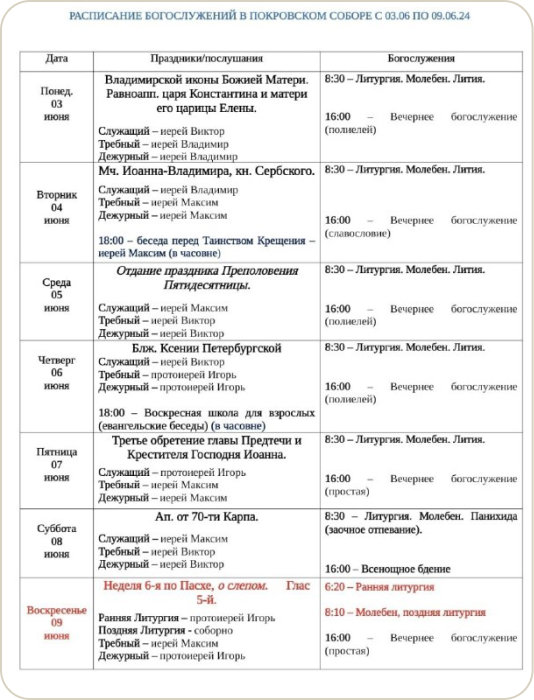 РАСПИСАНИЕ БОГОСЛУЖЕНИЙ В ПОКРОВСКОМ СОБОРЕ С 03.06 ПО 09.06.24
Дата
Праздники/послушания
Богослужения
Понед.
03
июня
Владимирской иконы Божией Матери.
Равноапп. царя Константина и матери
его царицы Елены.
Служащий – иерей Виктор
Требный – иерей Владимир
Дежурный – иерей Владимир
8:30 – Литургия. Молебен. Лития.
16:00 – Вечернее богослужение
(полиелей)
Вторник
04
июня
Мч. Иоанна-Владимира, кн. Сербского.
Служащий – иерей Владимир
Требный – иерей Максим
Дежурный – иерей Максим
18:00 – беседа перед Таинством Крещения –
иерей Максим (в часовне)
8:30 – Литургия. Молебен. Лития.
16:00 – Вечернее богослужение
(славословие)
Среда
05
июня
Отдание праздника Преполовения
Пятидесятницы.
Служащий – иерей Максим
Требный – иерей Виктор
Дежурный – иерей Виктор
8:30 – Литургия. Молебен. Лития.
16:00 – Вечернее богослужение
(полиелей)
Четверг
06
июня
Блж. Ксении Петербургской
Служащий – иерей Виктор
Требный – протоиерей Игорь
Дежурный – протоиерей Игорь
18:00 – Воскресная школа для взрослых
(евангельские беседы) (в часовне)
8:30 – Литургия. Молебен. Лития.
16:00 – Вечернее богослужение
(полиелей)
Пятница
07
июня
Третье обретение главы Предтечи и
Крестителя Господня Иоанна.
Служащий – протоиерей Игорь
Требный – иерей Максим
Дежурный – иерей Максим
8:30 – Литургия. Молебен. Лития.
16:00 – Вечернее богослужение
(простая)
Суббота
08
июня
Ап. от 70-ти Карпа.
Служащий – иерей Максим
Требный – иерей Виктор
Дежурный – иерей Виктор
8:30 – Литургия. Молебен. Панихида
(заочное отпевание).
16:00 – Всенощное бдение
Воскресенье
09
июня
Неделя 6-я по Пасхе, о слепом. Глас
5-й.
Ранняя Литургия – протоиерей Игорь
Поздняя Литургия - соборно
Требный – иерей Максим
Дежурный – протоиерей Игорь
6:20 – Ранняя литургия
8:10 – Молебен, поздняя литургия
16:00 – Вечернее богослужение
(простая)